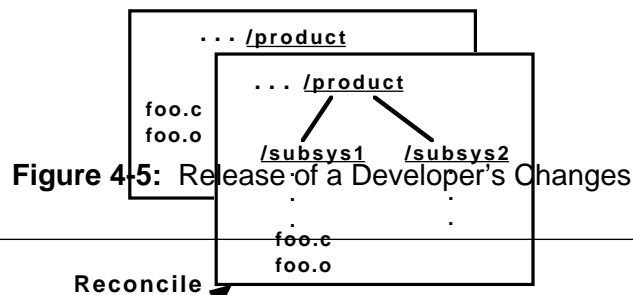 . . . /product
. . . /product
foo.c
foo.o
/subsys1 /subsys2
Figure 4-5: Release of a Developer's Changes
. .
. .
foo.c
foo.o
Reconcile